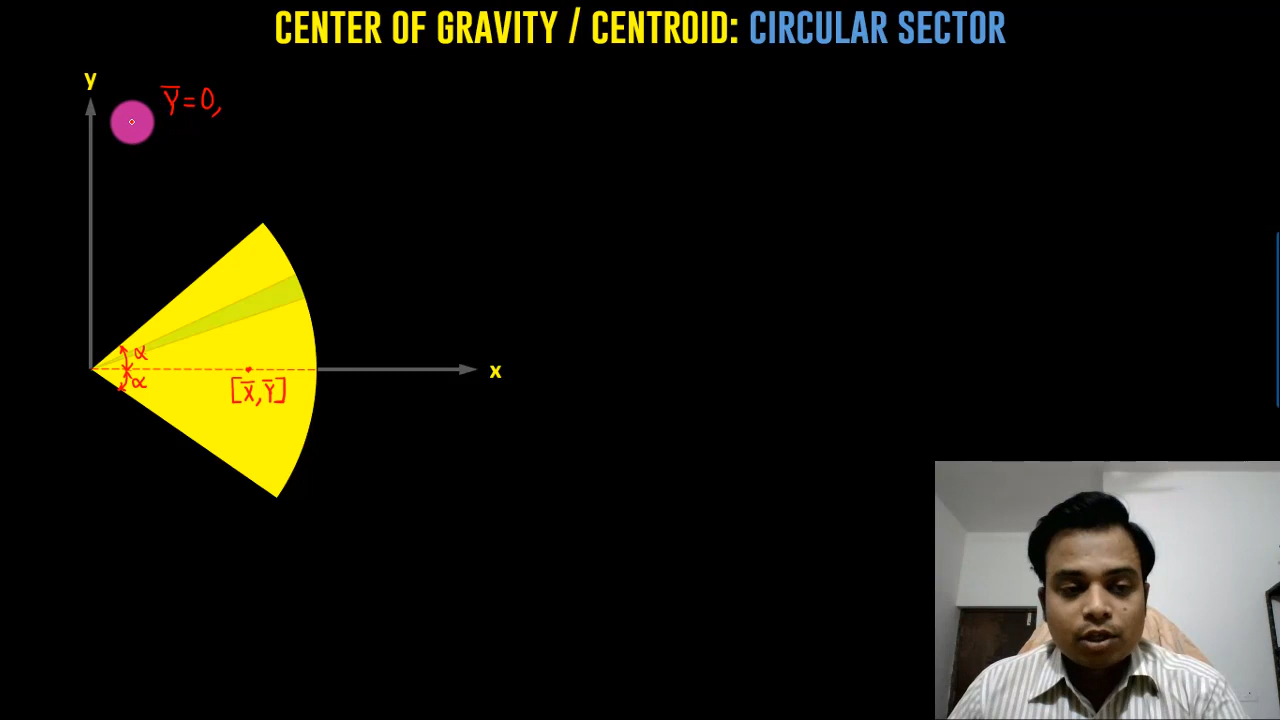 CENTER OF GRAVITY / CENTROID: CIRCULAR SECTOR
y
Y̅=0,
α
α
[X̅,Y̅]
x